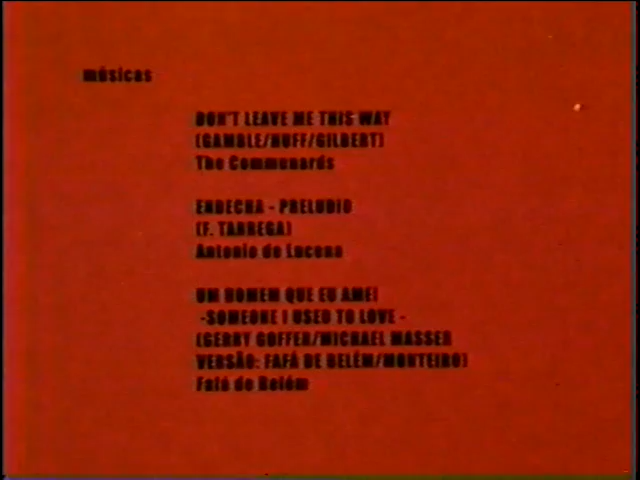 músicas
DON'T LEAVE ME THIS WAY
(GAMBLE/HUFF/GILBERT)
The Communards
ENDECHA - PRELUDIO
(F. TARREGA)
Antonio de Lucena
UM HOMEM QUE EU AMEI
-SOMEONE I USED TO LOVE -
(GERRY GOFFER/MICHAEL MASSER
VERSÃO: FAFÁ DE BELÉM/MONTEIRO)
Fafá de Belém